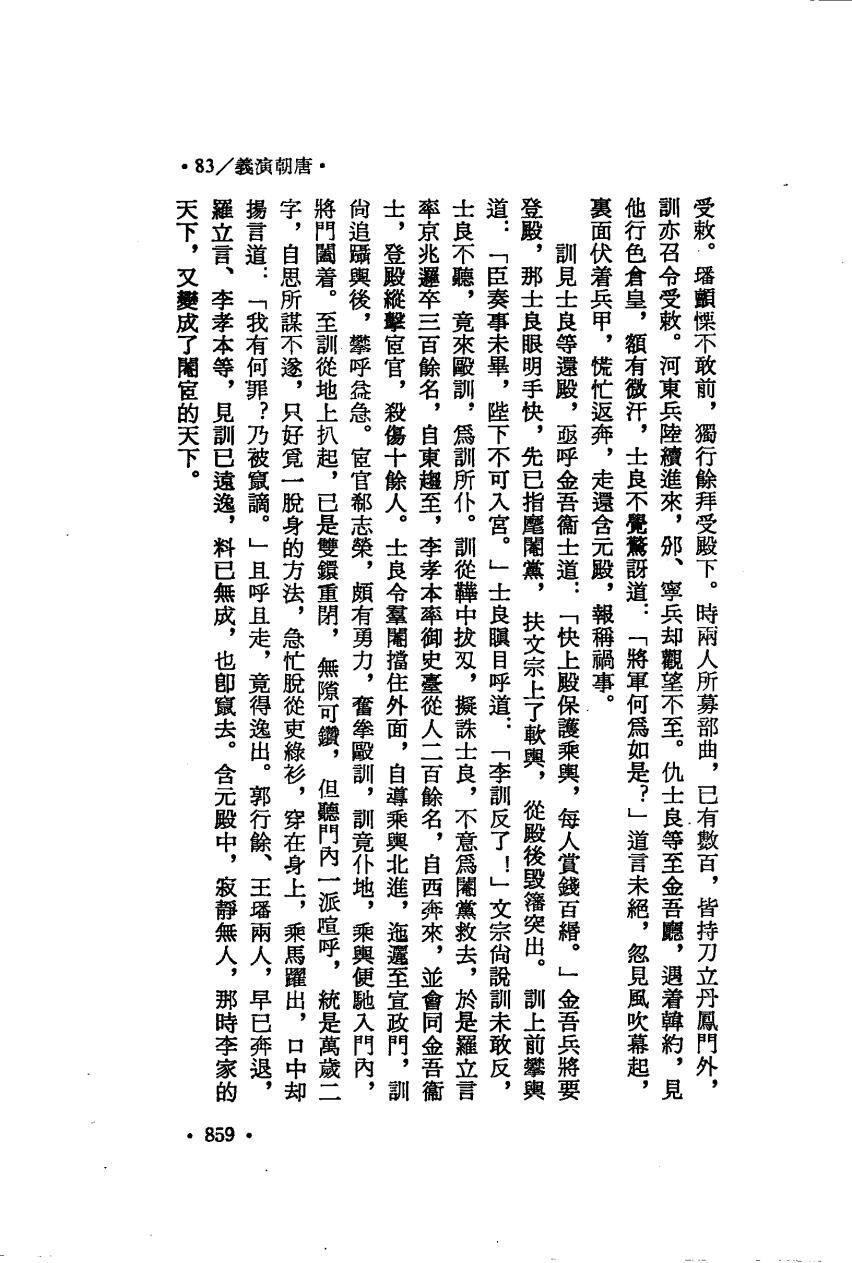 •83／義演朝唐•
受敕。璠顫慄不敢前，獨行餘拜受殿下。時兩人所募部曲，已有數百，皆持刀立丹鳳門外，
訓亦召令受敕。河東兵陸續進來，邠、寧兵却觀望不至。仇士良等至金吾廳，遇着韓約，見
他行色倉皇，額有微汗，士良不覺驚訝道：「將軍何爲如是？」道言未絕，忽見風吹幕起，
裏面伏着兵甲，慌忙返奔，走還含元殿，報稱禍事。
訓見士良等還殿，亟呼金吾衞士道：「快上殿保護乘輿，每人賞錢百緡。」金吾兵將要
登殿，那士良眼明手快，先已指麾閹黨，扶文宗上了軟輿，從殿後毀籓突出。訓上前攀輿
道：「臣奏事未畢，陛下不可入宮。」士良瞋目呼道：「李訓反了！」文宗尙說訓未敢反，
士良不聽，竟來毆訓，爲訓所仆。訓從鞾中拔刄，擬誅士良，不意爲閹黨救去，於是羅立言
率京兆邏卒三百餘名，自東趨至，李孝本率御史臺從人二百餘名，自西奔來，並會同金吾衞
士，登殿縱擊宦官，殺傷十餘人。士良令羣閹擋住外面，自導乘輿北進，迤邐至宣政門，訓
尙追躡輿後，攀呼益急。宦官郗志榮，頗有勇力，奮拳毆訓，訓竟仆地，乘輿便馳入門內，
將門闔着。至訓從地上扒起，已是雙鐶重閉，無隙可鑽，但聽門內一派喧呼，統是萬歲二
字，自思所謀不遂，只好覓一脫身的方法，急忙脫從吏綠衫，穿在身上，乘馬躍出，口中却
揚言道：「我有何罪？乃被竄謫。」且呼且走，竟得逸出。郭行餘、王璠兩人，早已奔退，
羅立言、李孝本等，見訓已遠逸，料已無成，也卽竄去。含元殿中，寂靜無人，那時李家的
天下，又變成了閹宦的天下。
•859•